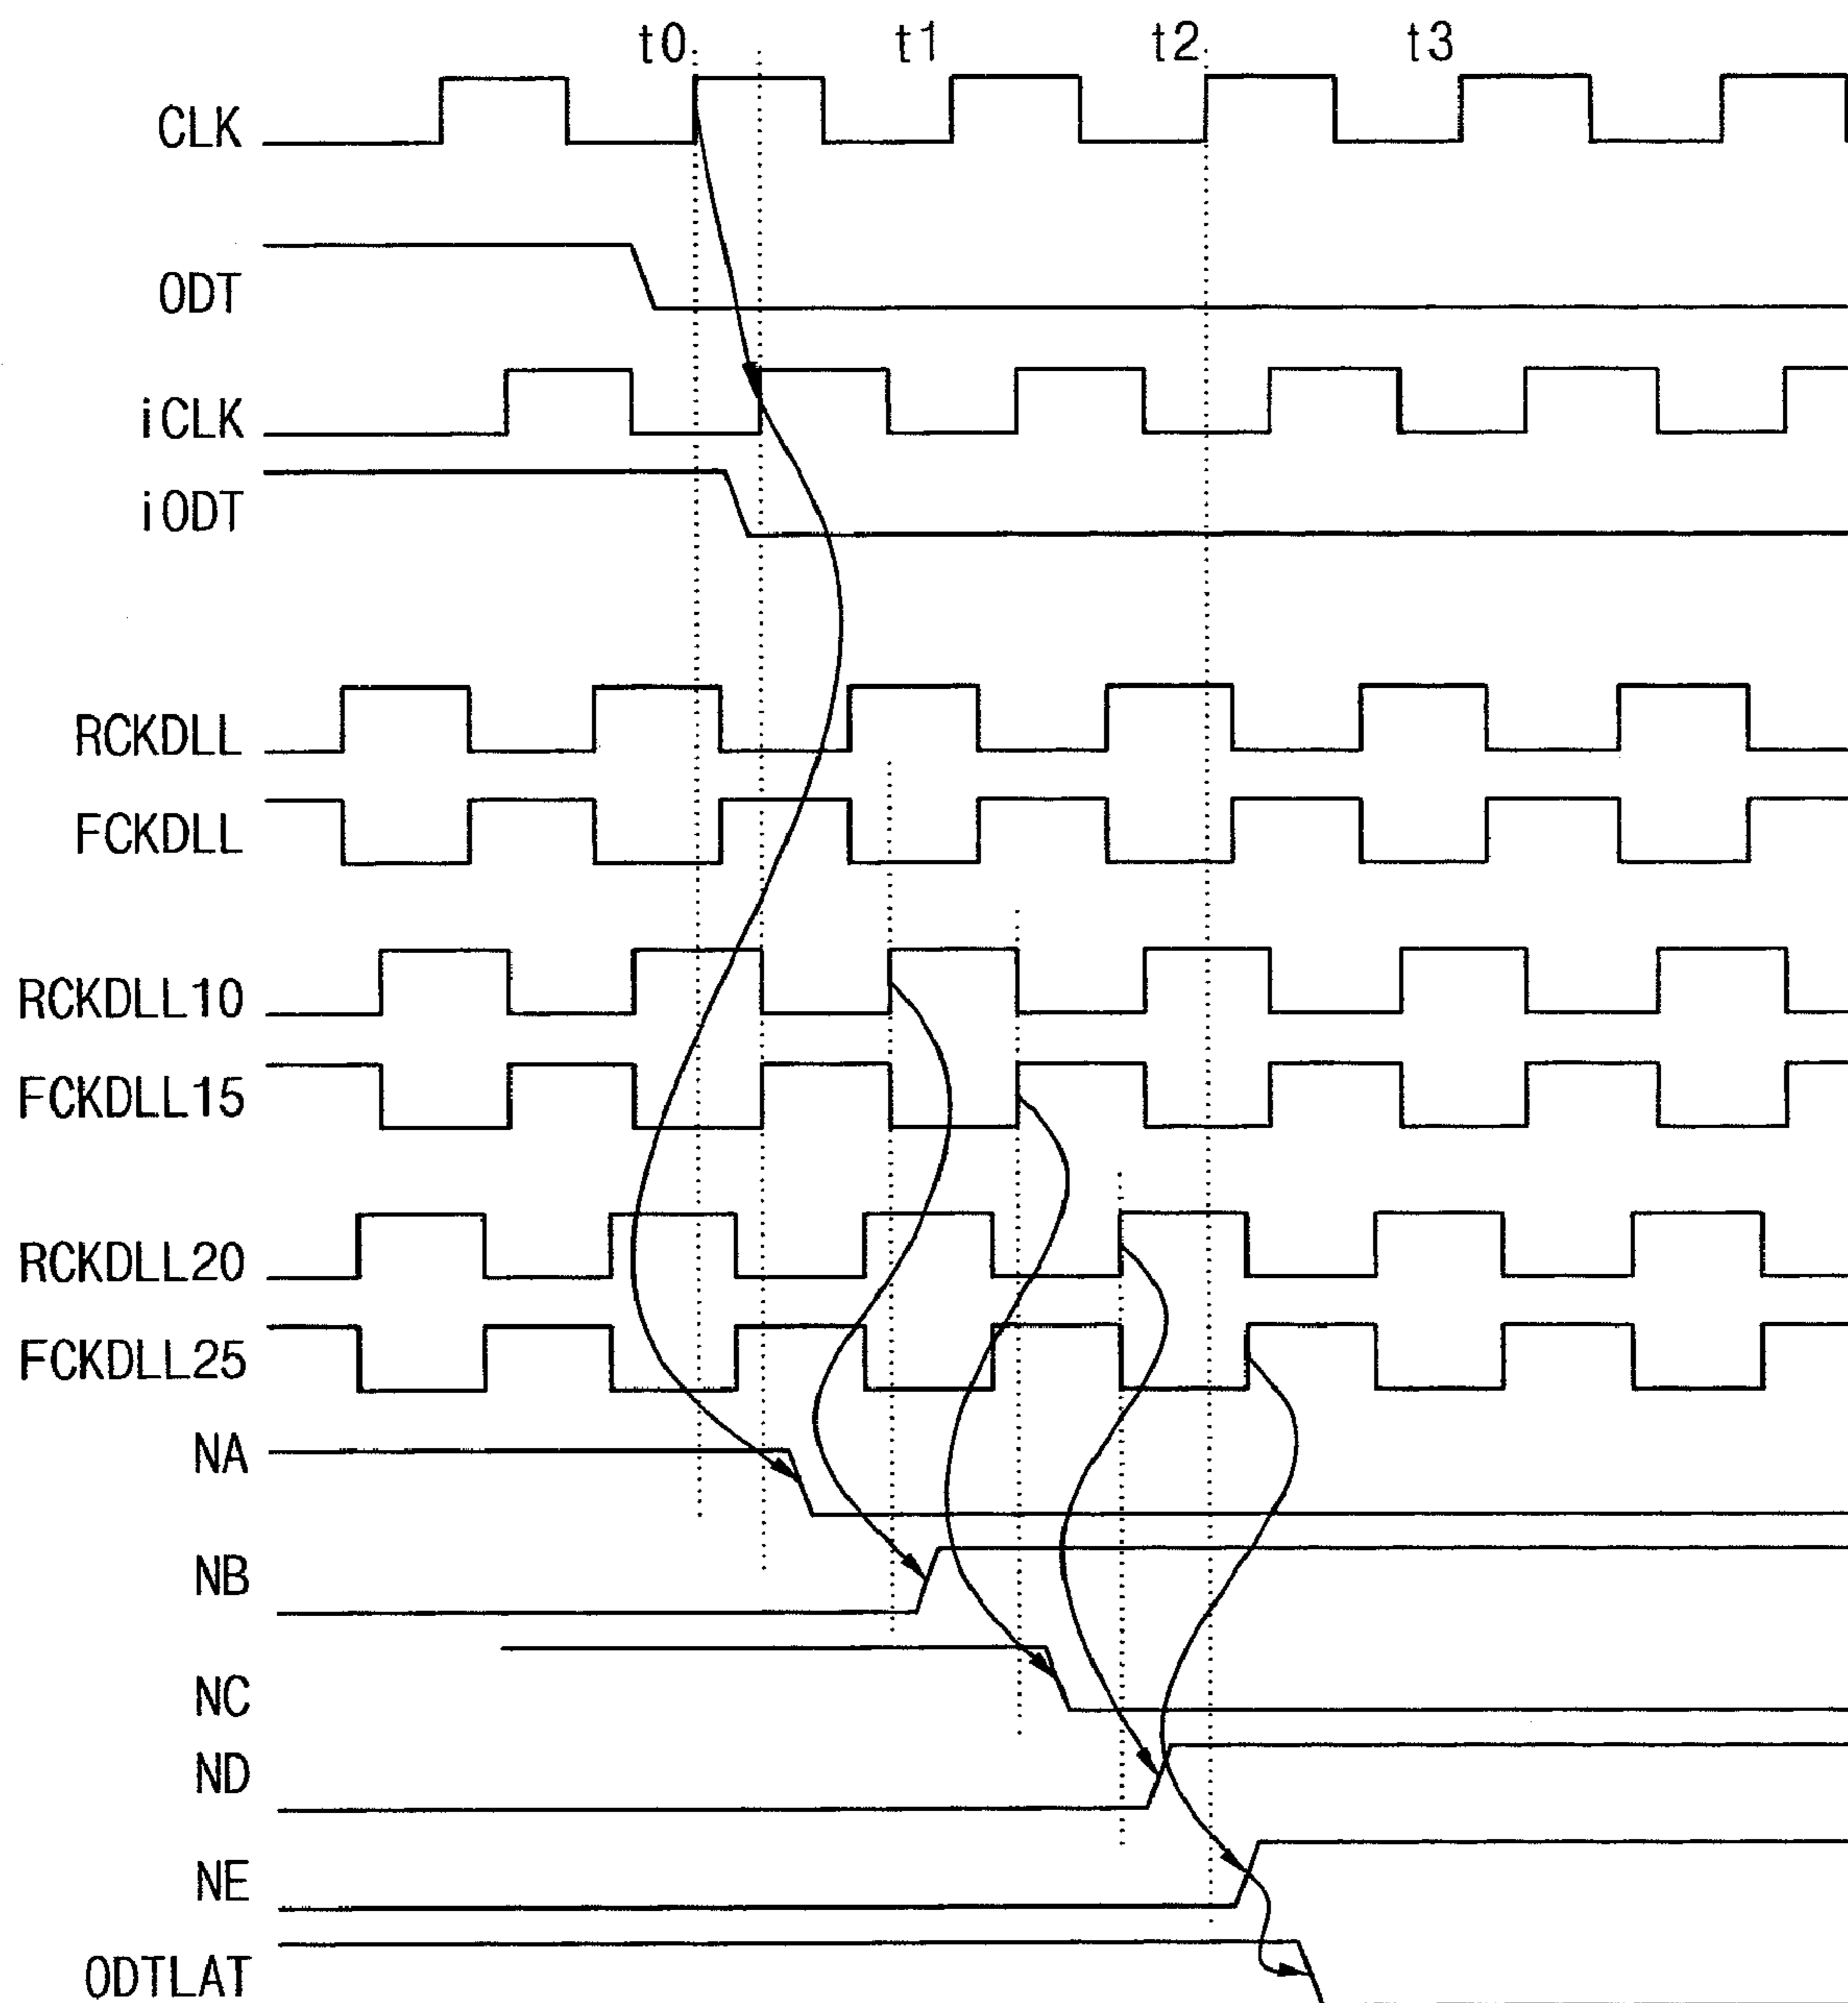 t0 t1 t2 t3
CLK
ODT
iCLK
iODT
RCKDLL
FCKDLL
RCKDLL10
FCKDLL15
RCKDLL20
FCKDLL25
NA
NB
NC
ND
NE
ODTLAT